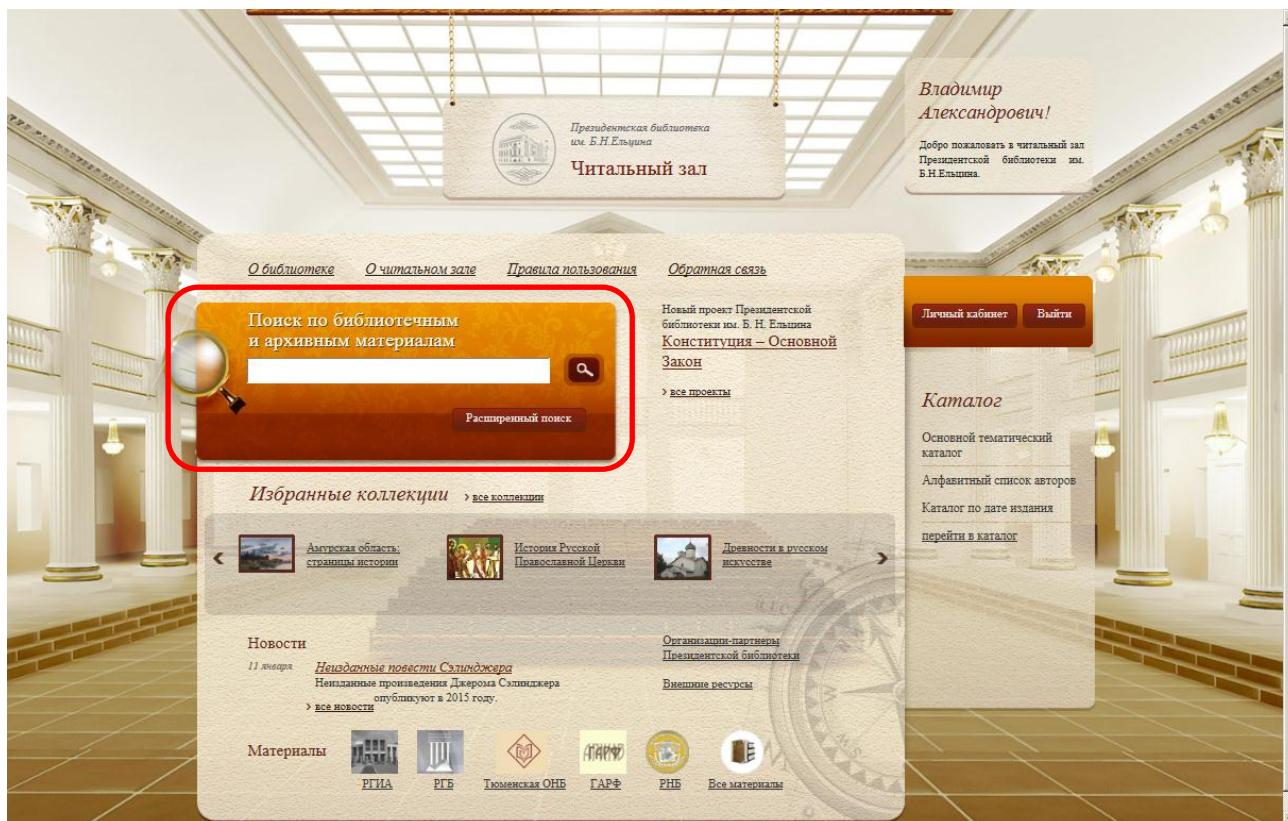 Президентская библиотека
им. Б.Н.Ельцина
Читальный зал
Владимир
Александрович!
Добро пожаловать в читальный зал
Президентской библиотеки им.
Б.Н.Ельцина.
О библиотеке О читальном зале Правила пользования Обратная связь
Поиск по библиотечным
и архивным материалам
Расширенный поиск
Новый проект Президентской
библиотеки им. Б. Н. Ельцина
Конституция – Основной
Закон
› все проекты
Личный кабинет Выйти
Каталог
Основной тематический
каталог
Алфавитный список авторов
Каталог по дате издания
перейти в каталог
Избранные коллекции › все коллекции
Амурская область:
страницы истории
История Русской
Православной Церкви
Древности в русском
искусстве
Новости
11 января Неизданные повести Сэлинджера
Неизданные произведения Джерома Сэлинджера
опубликуют в 2015 году.
› все новости
Организации-партнеры
Президентской библиотеки
Внешние ресурсы
Материалы
РГИА РГБ Тюменская ОНБ ГАРФ РНБ Все материалы